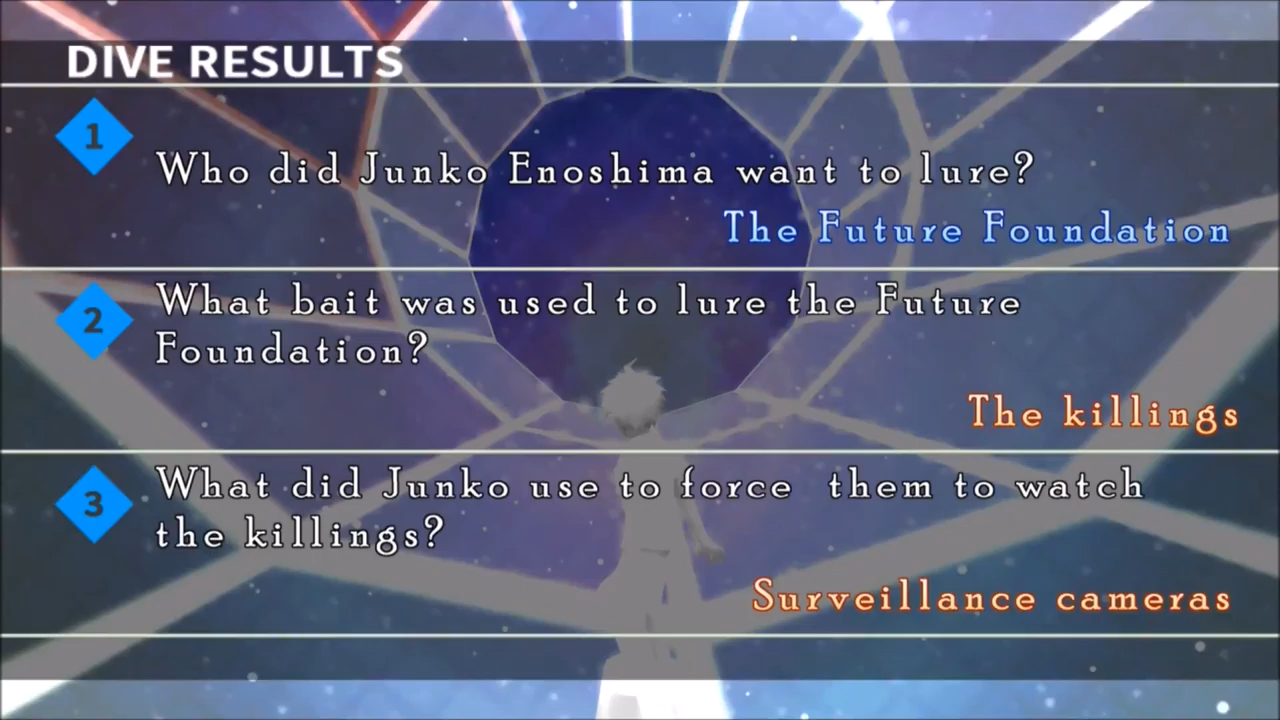 DIVE RESULTS
1
Who did Junko Enoshima want to lure?
The Future Foundation
2
What bait was used to lure the Future
Foundation?
The killings
3
What did Junko use to force  them to watch
the killings?
Surveillance cameras